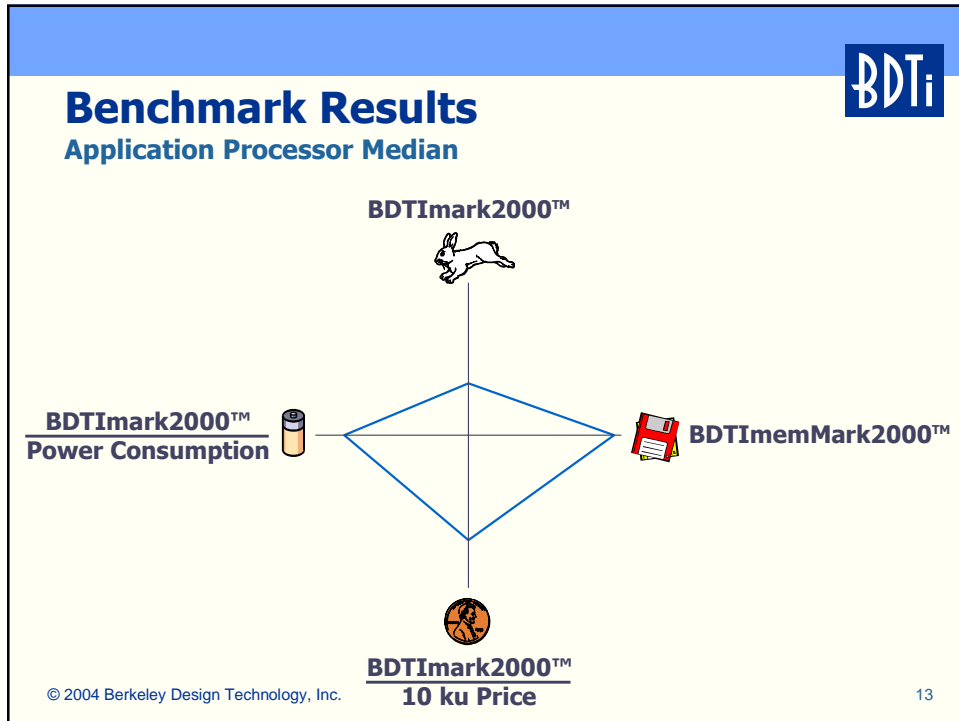 BDTi
Benchmark Results
Application Processor Median
BDTImark2000™
BDTImark2000™
Power Consumption
BDTImemMark2000™
BDTImark2000™
10 ku Price
© 2004 Berkeley Design Technology, Inc.
13